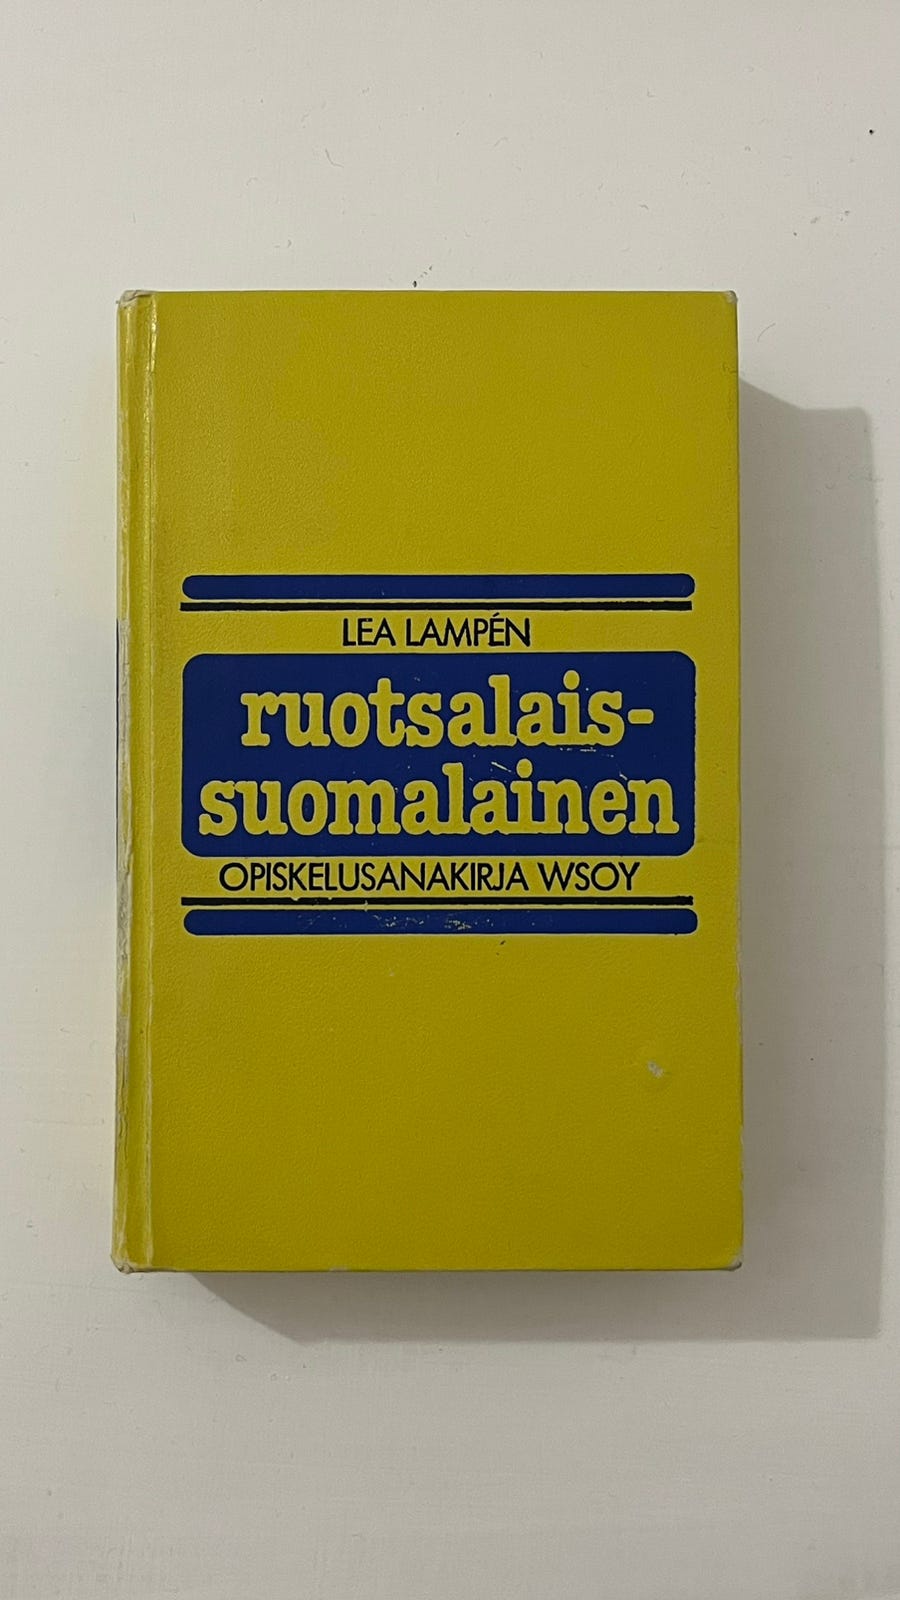 LEA LAMPÉN
ruotsalais-
suomalainen
OPISKELUSANAKIRJA WSOY